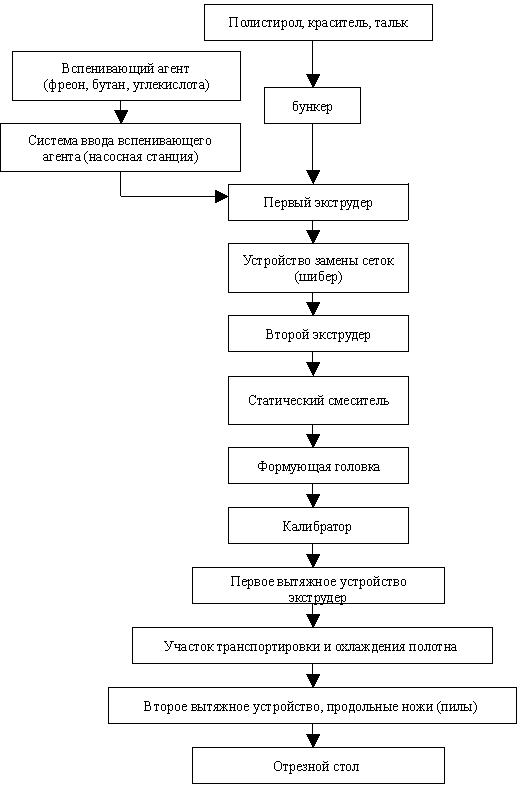 Полистирол, краситель, тальк
Вспенивающий агент
(фреон, бутан, углекислота)
бункер
Система ввода вспенивающего
агента (насосная станция)
Первый экструдер
Устройство замены сеток
(шибер)
Второй экструдер
Статический смеситель
Формующая головка
Калибратор
Первое вытяжное устройство
экструдер
Участок транспортировки и охлаждения полотна
Второе вытяжное устройство, продольные ножи (пилы)
Отрезной стол